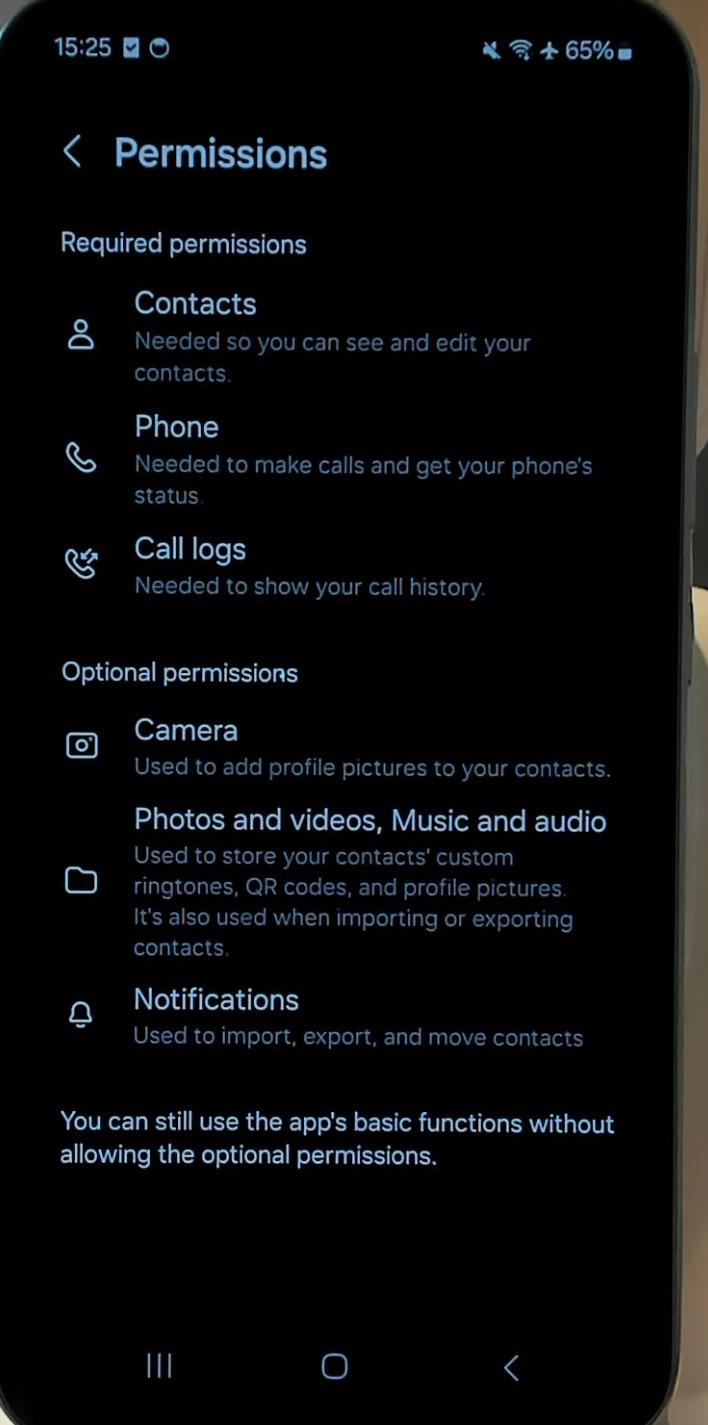 15:25
65%
Permissions
Required permissions
Contacts
Needed so you can see and edit your
contacts.
Phone
Needed to make calls and get your phone's
status.
Call logs
Needed to show your call history.
Optional permissions
Camera
Used to add profile pictures to your contacts.
Photos and videos, Music and audio
Used to store your contacts' custom
ringtones, QR codes, and profile pictures.
It's also used when importing or exporting
contacts.
Notifications
Used to import, export, and move contacts
You can still use the app's basic functions without
allowing the optional permissions.